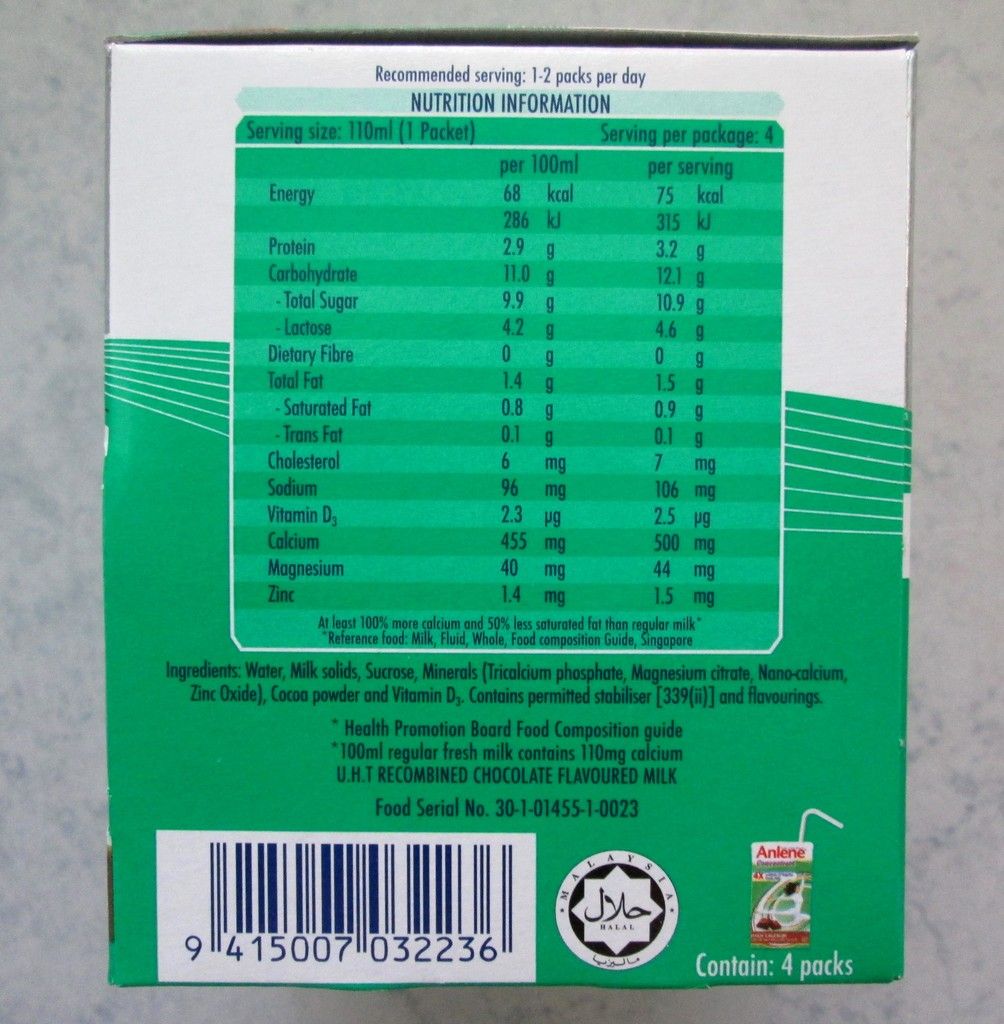 Recommended serving: 1-2 packs per day
NUTRITION INFORMATION
Serving size: 110ml (1 Packet) Serving per package: 4
per 100ml per serving
Energy 68 kcal 75 kcal
286 kJ 315 kJ
Protein 2.9 g 3.2 g
Carbohydrate 11.0 g 12.1 g
- Total Sugar 9.9 g 10.9 g
- Lactose 4.2 g 4.6 g
Dietary Fibre 0 g 0 g
Total Fat 1.4 g 1.5 g
- Saturated Fat 0.8 g 0.9 g
- Trans Fat 0.1 g 0.1 g
Cholesterol 6 mg 7 mg
Sodium 96 mg 106 mg
Vitamin D₃ 2.3 µg 2.5 µg
Calcium 455 mg 500 mg
Magnesium 40 mg 44 mg
Zinc 1.4 mg 1.5 mg
At least 100% more calcium and 50% less saturated fat than regular milk*
*Reference food: Milk, Fluid, Whole, Food composition Guide, Singapore
Ingredients: Water, Milk solids, Sucrose, Minerals (Tricalcium phosphate, Magnesium citrate, Nano-calcium,
Zinc Oxide), Cocoa powder and Vitamin D₃. Contains permitted stabiliser [339(ii)] and flavourings.
* Health Promotion Board Food Composition guide
*100ml regular fresh milk contains 110mg calcium
U.H.T RECOMBINED CHOCOLATE FLAVOURED MILK
Food Serial No. 30-1-01455-1-0023
9 415007 032236
MALAYSIA
حلال
HALAL
ماليزيا
Anlene
Concentrate
4X
Contain: 4 packs